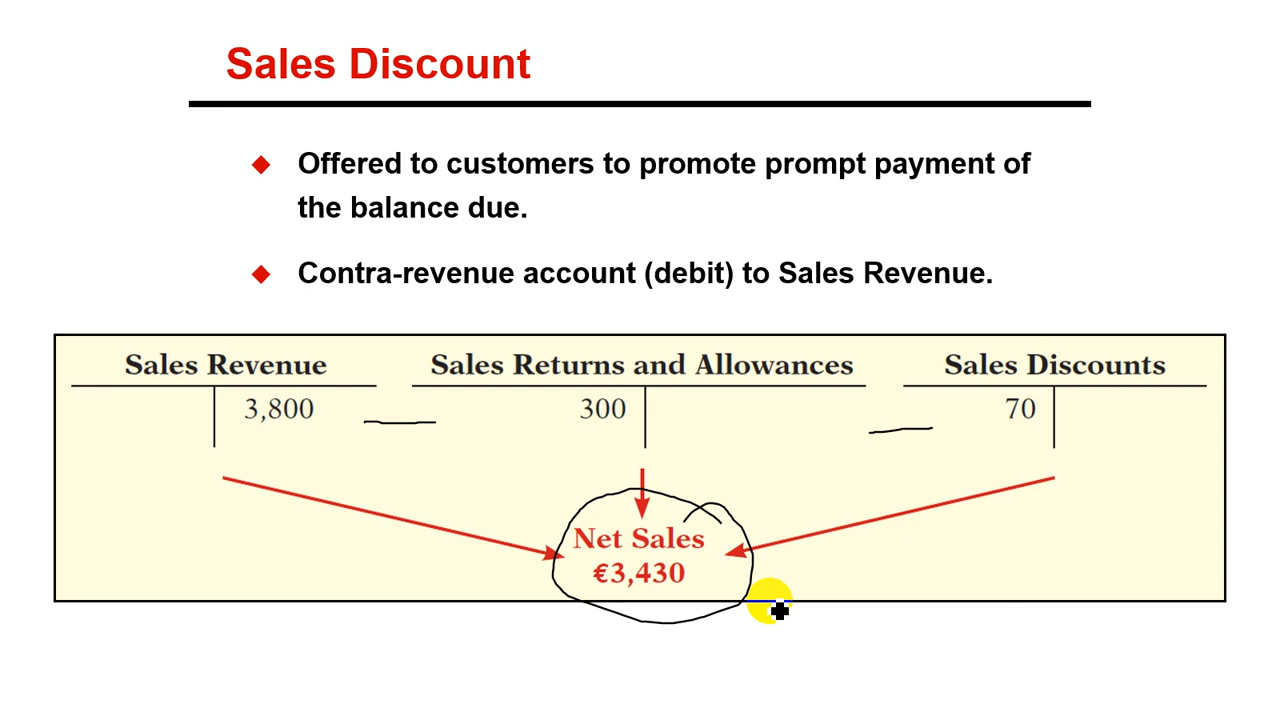 Sales Discount
Offered to customers to promote prompt payment of
the balance due.
Contra-revenue account (debit) to Sales Revenue.
Sales Revenue Sales Returns and Allowances Sales Discounts
3,800 300 70
Net Sales
€3,430